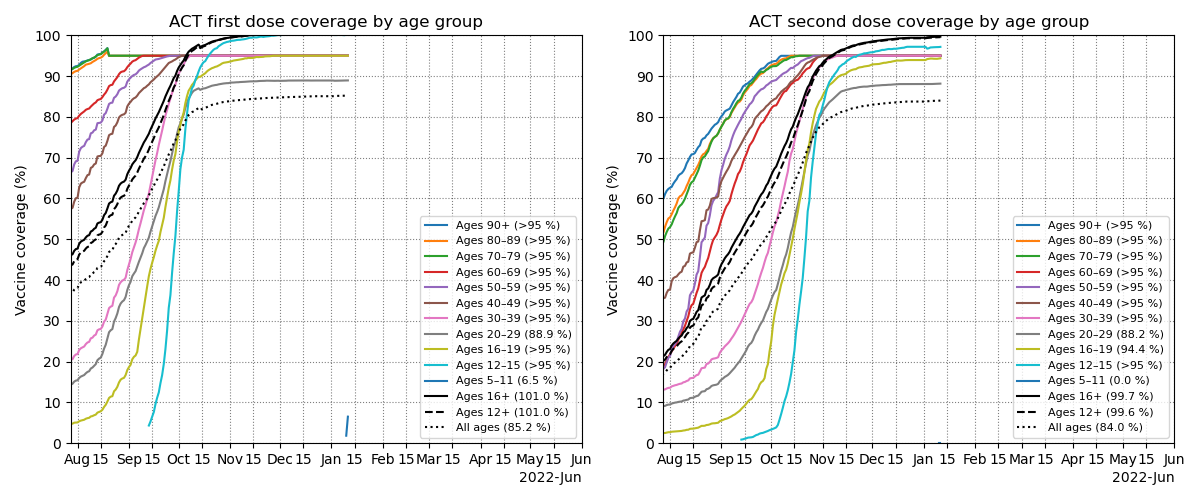 ACT first dose coverage by age group
Vaccine coverage (%)
100
90
80
70
60
50
40
30
20
10
0
Ages 90+ (>95 %)
Ages 80–89 (>95 %)
Ages 70–79 (>95 %)
Ages 60–69 (>95 %)
Ages 50–59 (>95 %)
Ages 40–49 (>95 %)
Ages 30–39 (>95 %)
Ages 20–29 (88.9 %)
Ages 16–19 (>95 %)
Ages 12–15 (>95 %)
Ages 5–11 (6.5 %)
Ages 16+ (101.0 %)
Ages 12+ (101.0 %)
All ages (85.2 %)
Aug 15 Sep 15 Oct 15 Nov 15 Dec 15 Jan 15 Feb 15 Mar 15 Apr 15 May 15 Jun
2022-Jun
ACT second dose coverage by age group
Vaccine coverage (%)
100
90
80
70
60
50
40
30
20
10
0
Ages 90+ (>95 %)
Ages 80–89 (>95 %)
Ages 70–79 (>95 %)
Ages 60–69 (>95 %)
Ages 50–59 (>95 %)
Ages 40–49 (>95 %)
Ages 30–39 (>95 %)
Ages 20–29 (88.2 %)
Ages 16–19 (94.4 %)
Ages 12–15 (>95 %)
Ages 5–11 (0.0 %)
Ages 16+ (99.7 %)
Ages 12+ (99.6 %)
All ages (84.0 %)
Aug 15 Sep 15 Oct 15 Nov 15 Dec 15 Jan 15 Feb 15 Mar 15 Apr 15 May 15 Jun
2022-Jun